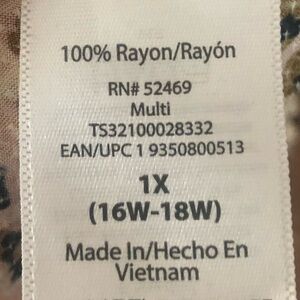 100% Rayon/Rayón
RN# 52469
Multi
TS32100028332
EAN/UPC 1 9350800513
1X
(16W-18W)
Made In/Hecho En
Vietnam